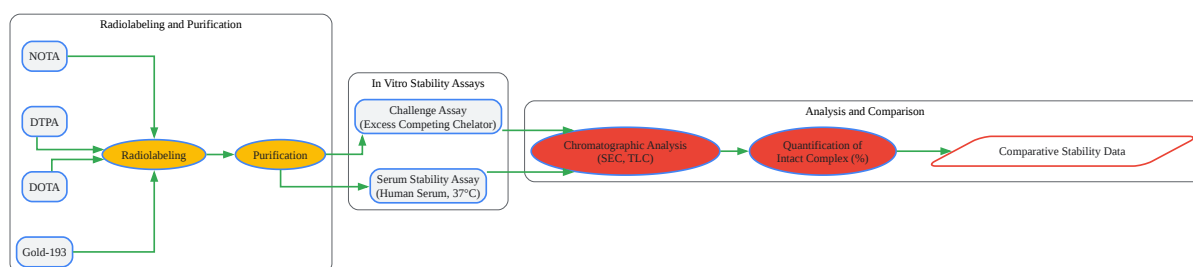 Radiolabeling and Purification
NOTA
DTPA
DOTA
Gold-193
Radiolabeling
Purification
In Vitro Stability Assays
Challenge Assay
(Excess Competing Chelator)
Serum Stability Assay
(Human Serum, 37°C)
Analysis and Comparison
Chromatographic Analysis
(SEC, TLC)
Quantification of
Intact Complex (%)
Comparative Stability Data